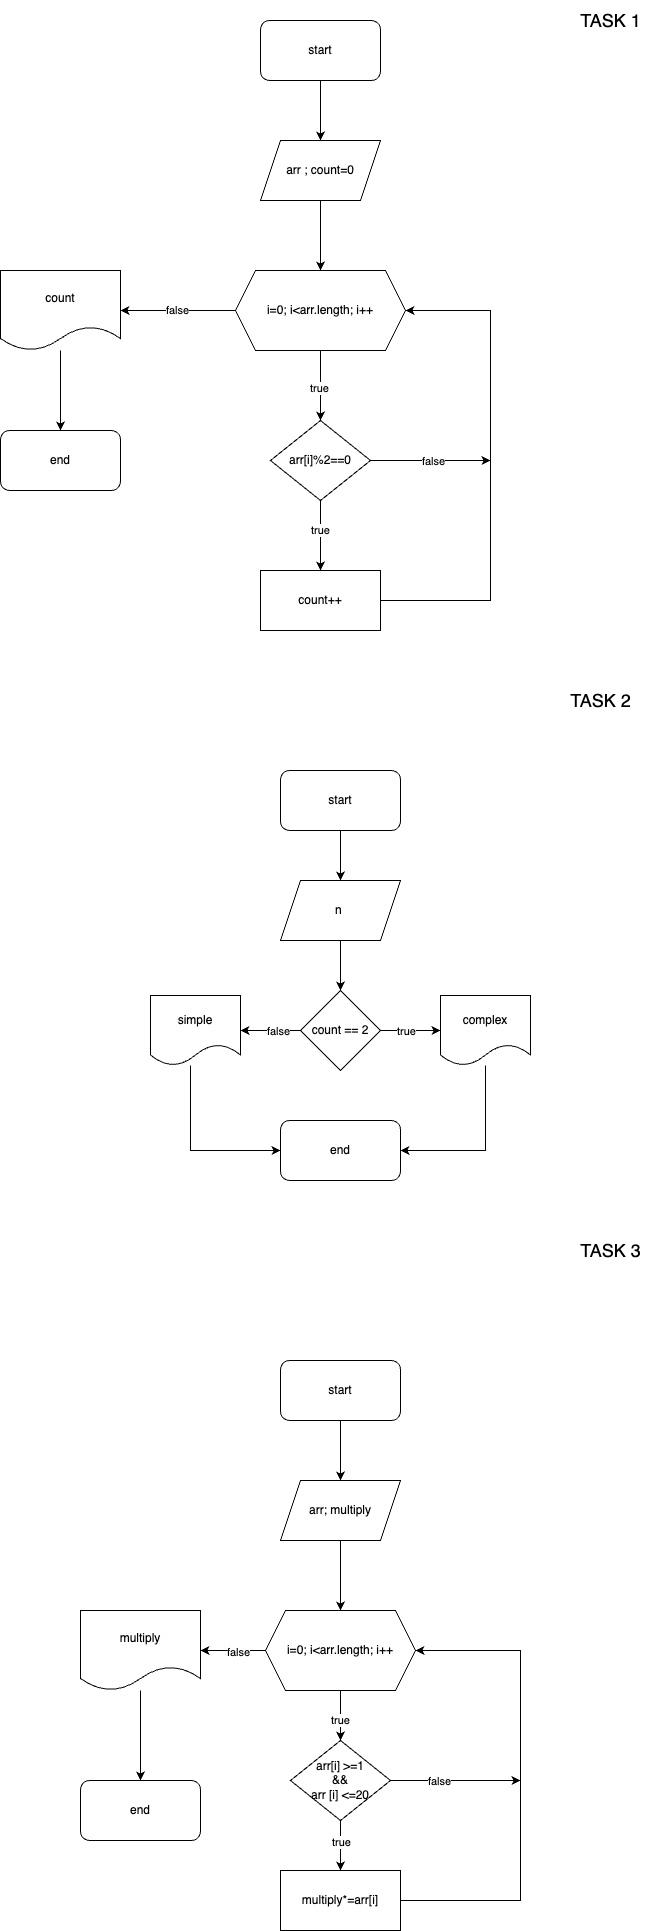 TASK 1
start
arr ; count=0
count
false
i=0; i<arr.length; i++
true
end
arr[i]%2==0
false
true
count++
TASK 2
start
n
simple
false
count == 2
true
complex
end
TASK 3
start
arr; multiply
multiply
false
i=0; i<arr.length; i++
true
arr[i] >=1
&&
arr [i] <=20
false
end
true
multiply*=arr[i]